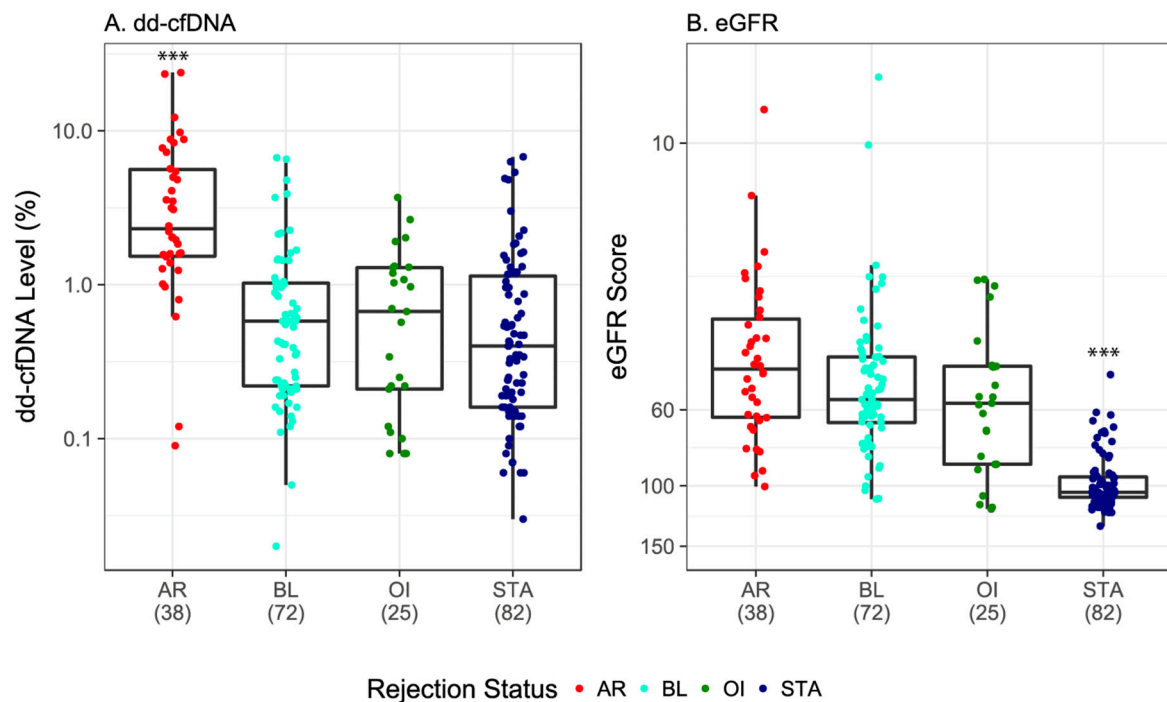 A. dd-cfDNA
***
10.0
1.0
0.1
dd-cfDNA Level (%)
AR
(38)
BL
(72)
OI
(25)
STA
(82)
B. eGFR
10
60
100
150
eGFR Score
***
AR
(38)
BL
(72)
OI
(25)
STA
(82)
Rejection Status AR BL OI STA